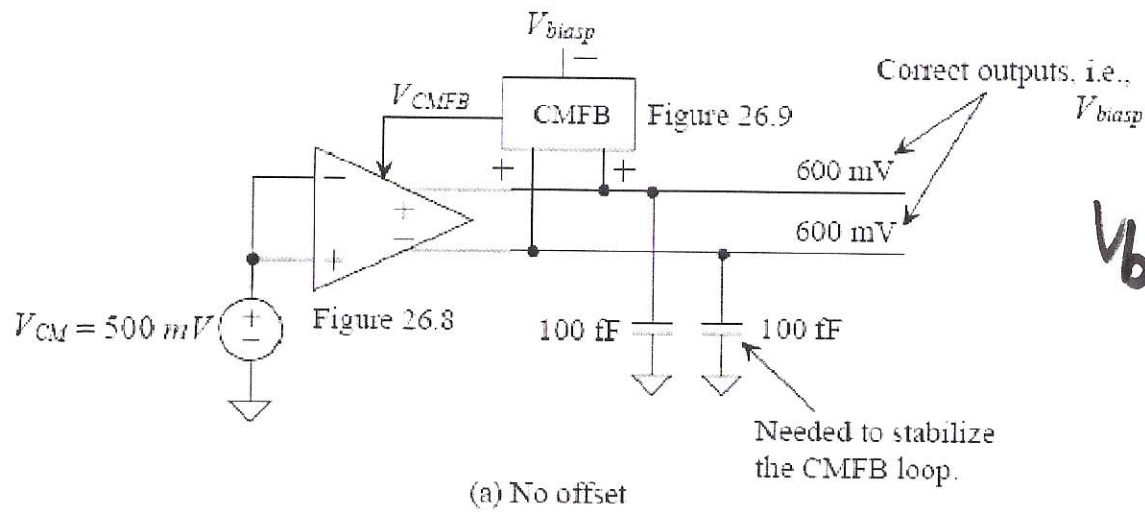 V_biasp
−
V_CMFB
CMFB
Figure 26.9
Correct outputs, i.e.,
V_biasp
+
+
600 mV
−
+
−
+
600 mV
Vb
V_CM = 500 mV
+
−
Figure 26.8
100 fF
100 fF
Needed to stabilize
the CMFB loop.
(a) No offset